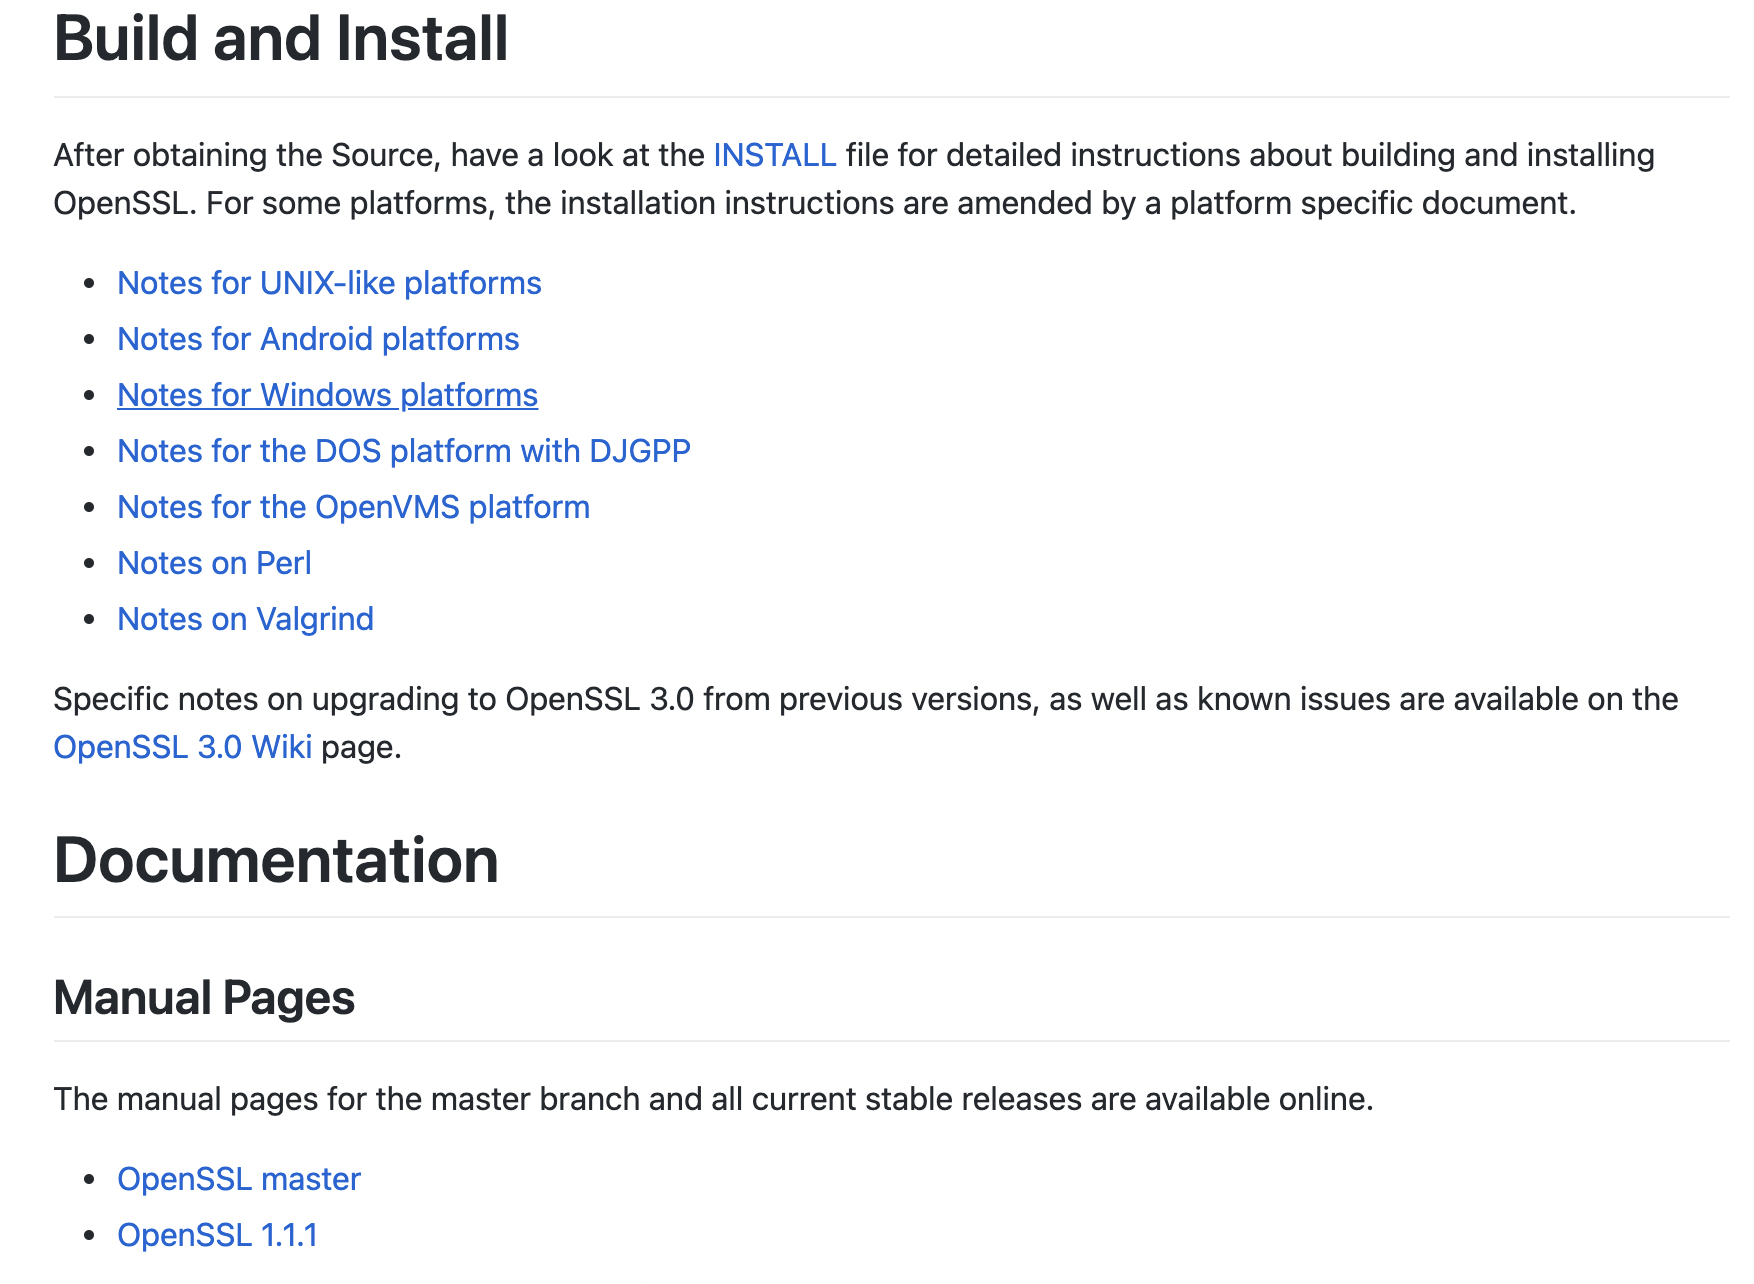 Build and Install
After obtaining the Source, have a look at the INSTALL file for detailed instructions about building and installing
OpenSSL. For some platforms, the installation instructions are amended by a platform specific document.
• Notes for UNIX-like platforms
• Notes for Android platforms
• Notes for Windows platforms
• Notes for the DOS platform with DJGPP
• Notes for the OpenVMS platform
• Notes on Perl
• Notes on Valgrind
Specific notes on upgrading to OpenSSL 3.0 from previous versions, as well as known issues are available on the
OpenSSL 3.0 Wiki page.
Documentation
Manual Pages
The manual pages for the master branch and all current stable releases are available online.
• OpenSSL master
• OpenSSL 1.1.1